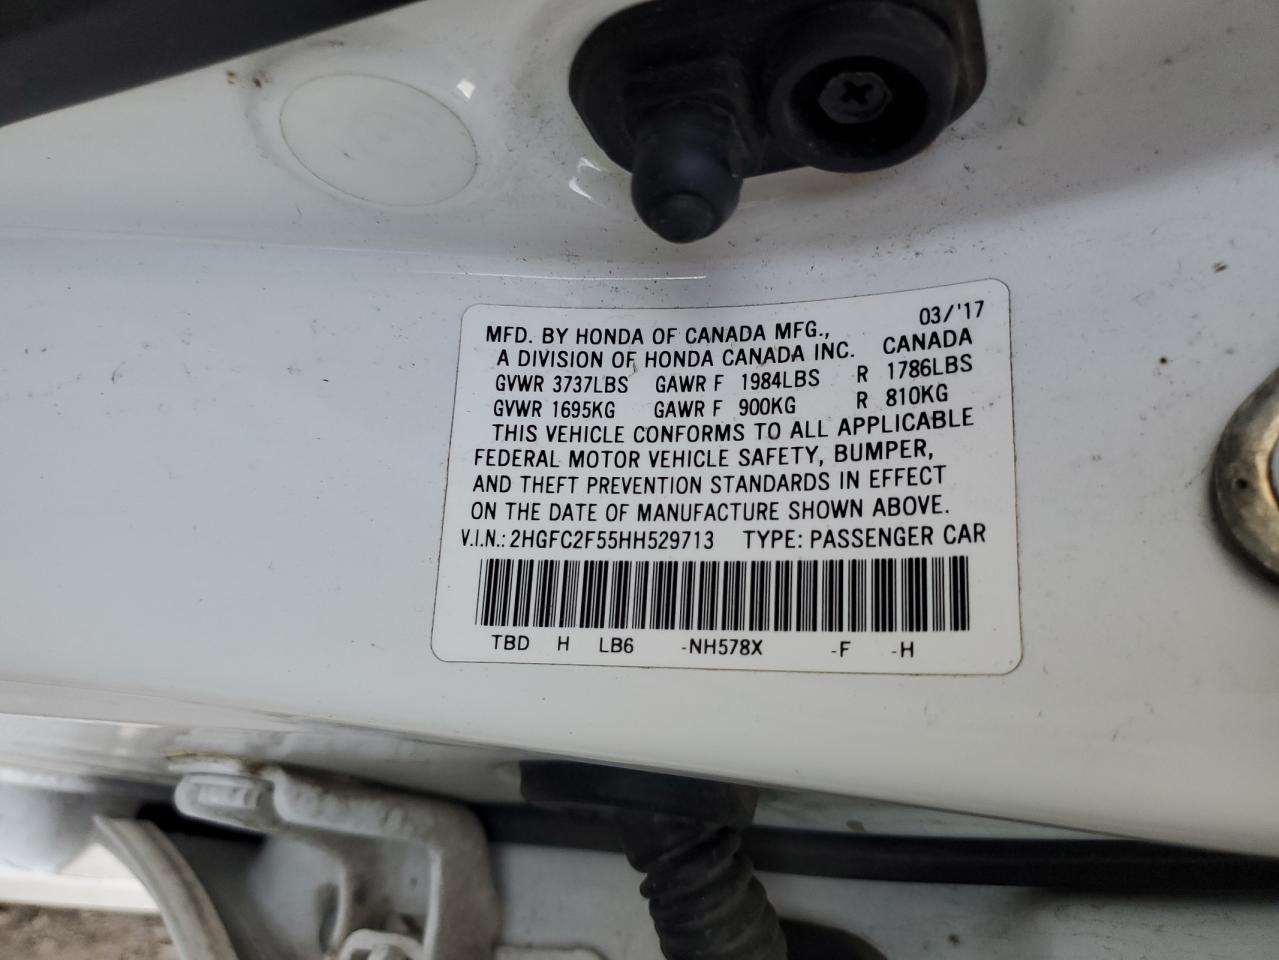 03/'17
MFD. BY HONDA OF CANADA MFG.,
A DIVISION OF HONDA CANADA INC. CANADA
GVWR 3737LBS GAWR F 1984LBS R 1786LBS
GVWR 1695KG GAWR F 900KG R 810KG
THIS VEHICLE CONFORMS TO ALL APPLICABLE
FEDERAL MOTOR VEHICLE SAFETY, BUMPER,
AND THEFT PREVENTION STANDARDS IN EFFECT
ON THE DATE OF MANUFACTURE SHOWN ABOVE.
V.I.N.: 2HGFC2F55HH529713 TYPE: PASSENGER CAR
TBD H LB6 -NH578X -F -H